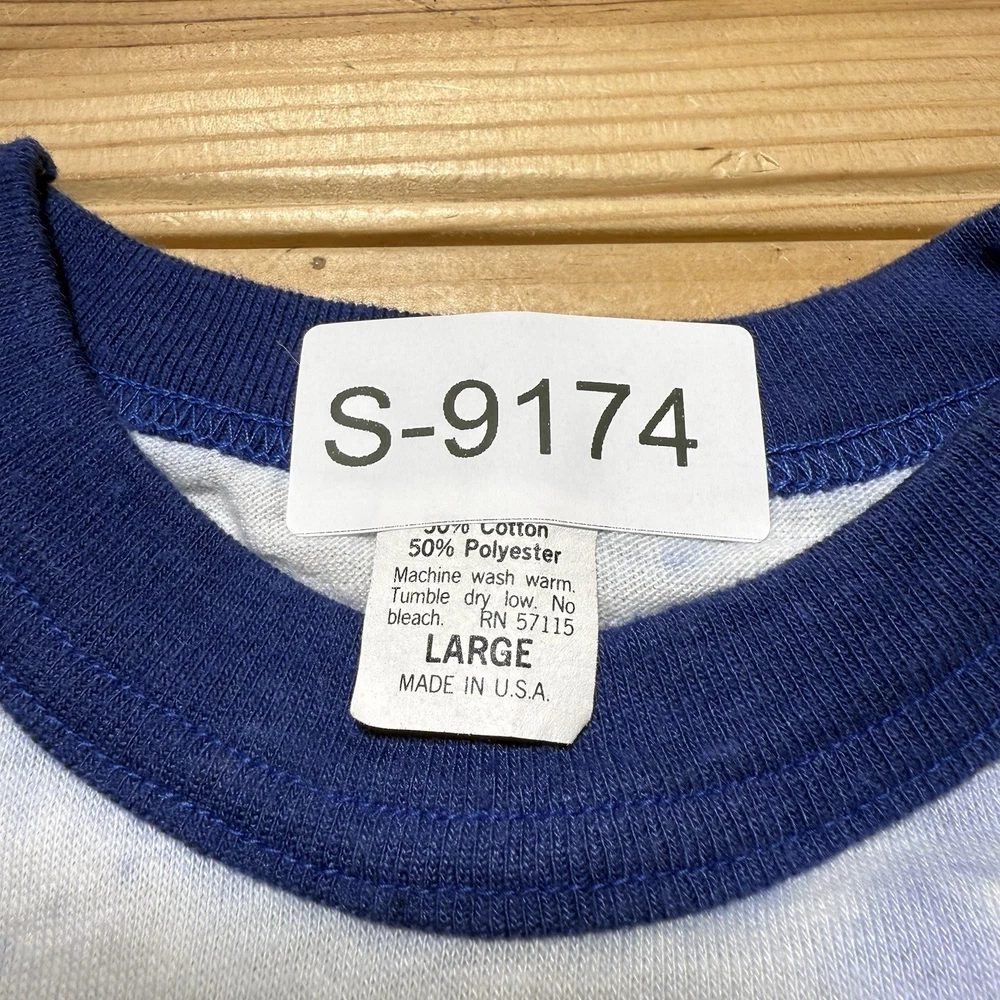 S-9174
50% Cotton
50% Polyester
Machine wash warm.
Tumble dry low. No
bleach. RN 57115
LARGE
MADE IN U.S.A.